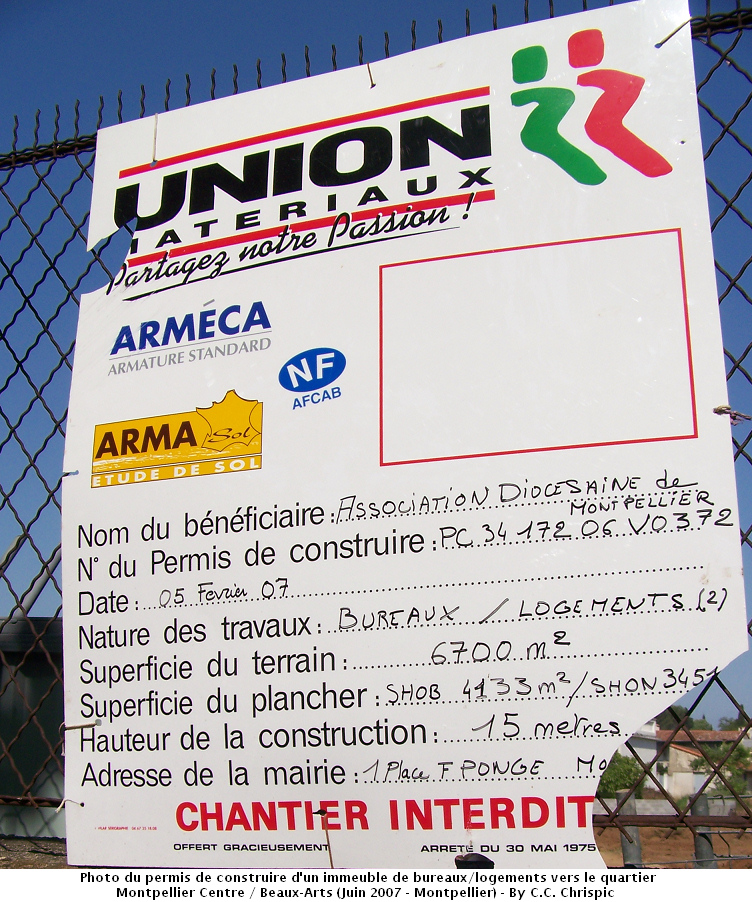 UNION
MATERIAUX
Partagez notre Passion !
ARMÉCA
ARMATURE STANDARD
NF
AFCAB
ARMA Sol
ETUDE DE SOL
Nom du bénéficiaire : ASSOCIATION DIOCESAINE de
MONTPELLIER
N° du Permis de construire : PC 34 172 06 V0372
Date : 05 Fevrier 07
Nature des travaux : BUREAUX / LOGEMENTS (2)
Superficie du terrain : 6700 m²
Superficie du plancher : SHOB 4133 m² / SHON 3451
Hauteur de la construction : 15 metres
Adresse de la mairie : 1 Place F PONGE MO
CHANTIER INTERDIT
OFFERT GRACIEUSEMENT ARRETÉ DU 30 MAI 1975
Photo du permis de construire d'un immeuble de bureaux/logements vers le quartier
Montpellier Centre / Beaux-Arts (Juin 2007 - Montpellier) - By C.C. Chrispic